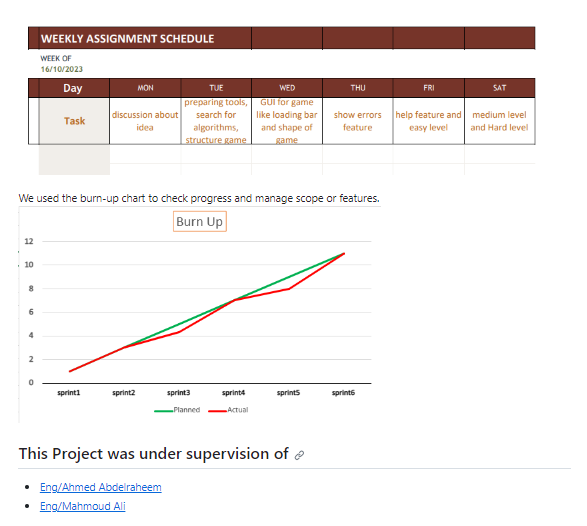 WEEKLY ASSIGNMENT SCHEDULE
WEEK OF
16/10/2023
Day MON TUE WED THU FRI SAT
Task
discussion about
idea
preparing tools,
search for
algorithms,
structure game
GUI for game
like loading bar
and shape of
game
show errors
feature
help feature and
easy level
medium level
and Hard level
We used the burn-up chart to check progress and manage scope or features.
Burn Up
12
10
8
6
4
2
0
sprint1 sprint2 sprint3 sprint4 sprint5 sprint6
Planned Actual
This Project was under supervision of
Eng/Ahmed Abdelraheem
Eng/Mahmoud Ali